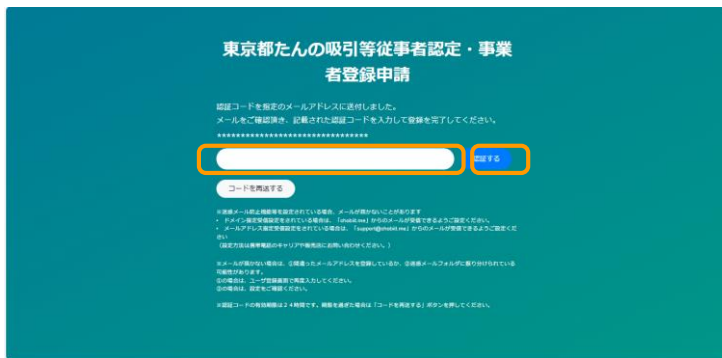 東京都たんの吸引等従事者認定・事業
者登録申請
認証コードを指定のメールアドレスに送付しました。
メールをご確認頂き、記載された認証コードを入力して登録を完了してください。
*********************************
認証する
コードを再送する
※迷惑メール防止機能等を設定されている場合、メールが届かないことがあります
・ ドメイン指定受信設定をされている場合は、「shabiit.me」からのメールが受信できるようご設定ください。
・ メールアドレス指定受信設定をされている場合は、「support@shabiit.me」からのメールが受信できるようご設定くだ
さい
（設定方法は携帯電話のキャリアや販売店にお問い合わせください。）
※メールが届かない場合は、①間違ったメールアドレスを登録しているか、②迷惑メールフォルダに振り分けられている
可能性があります。
①の場合は、ユーザ登録画面で再度入力してください。
②の場合は、設定をご確認ください。
※認証コードの有効期限は２４時間です。期限を過ぎた場合は「コードを再送する」ボタンを押してください。